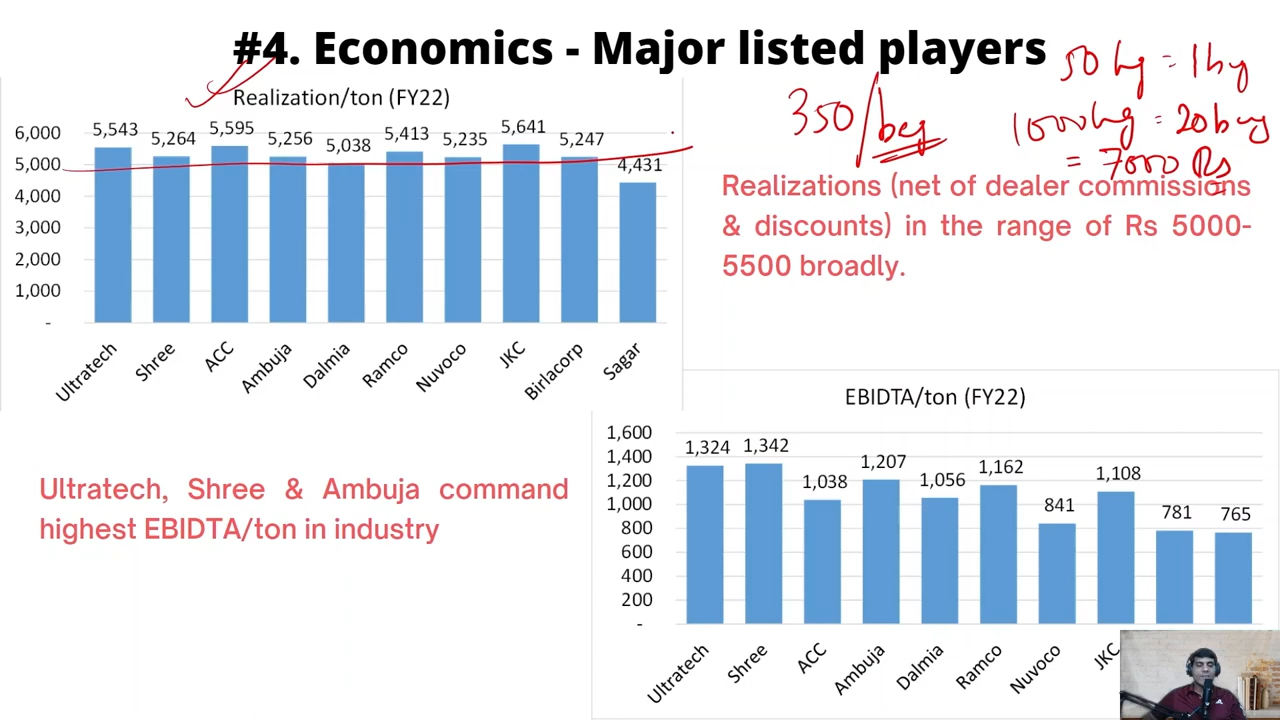 #4. Economics - Major listed players
50 kg = 1 bag
350/bag
1000 kg = 20 bag
= 7000 Rs
Realization/ton (FY22)
6,000
5,000
4,000
3,000
2,000
1,000
-
5,543
5,264
5,595
5,256
5,038
5,413
5,235
5,641
5,247
4,431
Ultratech
Shree
ACC
Ambuja
Dalmia
Ramco
Nuvoco
JKC
Birlacorp
Sagar
Realizations (net of dealer commissions
& discounts) in the range of Rs 5000-
5500 broadly.
Ultratech, Shree & Ambuja command
highest EBIDTA/ton in industry
EBIDTA/ton (FY22)
1,600
1,400
1,200
1,000
800
600
400
200
-
1,324
1,342
1,038
1,207
1,056
1,162
841
1,108
781
765
Ultratech
Shree
ACC
Ambuja
Dalmia
Ramco
Nuvoco
JKC